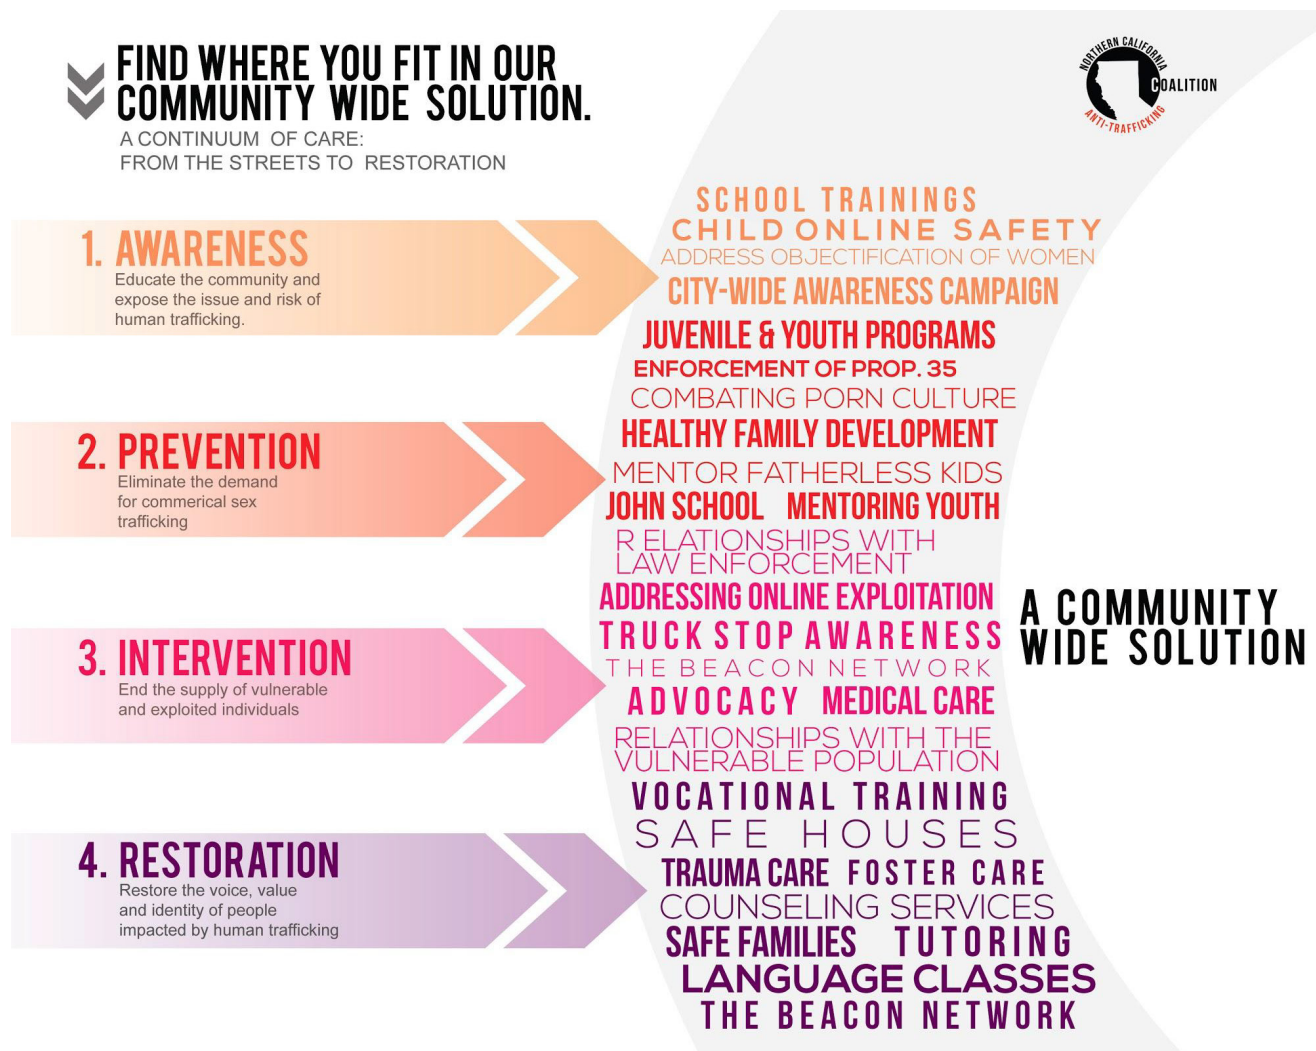 FIND WHERE YOU FIT IN OUR
COMMUNITY WIDE SOLUTION.
A CONTINUUM OF CARE:
FROM THE STREETS TO RESTORATION
NORTHERN CALIFORNIA
COALITION
ANTI-TRAFFICKING
1. AWARENESS
Educate the community and
expose the issue and risk of
human trafficking.
SCHOOL TRAININGS
CHILD ONLINE SAFETY
ADDRESS OBJECTIFICATION OF WOMEN
CITY-WIDE AWARENESS CAMPAIGN
2. PREVENTION
Eliminate the demand
for commerical sex
trafficking
JUVENILE & YOUTH PROGRAMS
ENFORCEMENT OF PROP. 35
COMBATING PORN CULTURE
HEALTHY FAMILY DEVELOPMENT
MENTOR FATHERLESS KIDS
JOHN SCHOOL MENTORING YOUTH
3. INTERVENTION
End the supply of vulnerable
and exploited individuals
R ELATIONSHIPS WITH
LAW ENFORCEMENT
ADDRESSING ONLINE EXPLOITATION
TRUCK STOP AWARENESS
THE BEACON NETWORK
ADVOCACY MEDICAL CARE
RELATIONSHIPS WITH THE
VULNERABLE POPULATION
4. RESTORATION
Restore the voice, value
and identity of people
impacted by human trafficking
VOCATIONAL TRAINING
SAFE HOUSES
TRAUMA CARE FOSTER CARE
COUNSELING SERVICES
SAFE FAMILIES TUTORING
LANGUAGE CLASSES
THE BEACON NETWORK
A COMMUNITY
WIDE SOLUTION